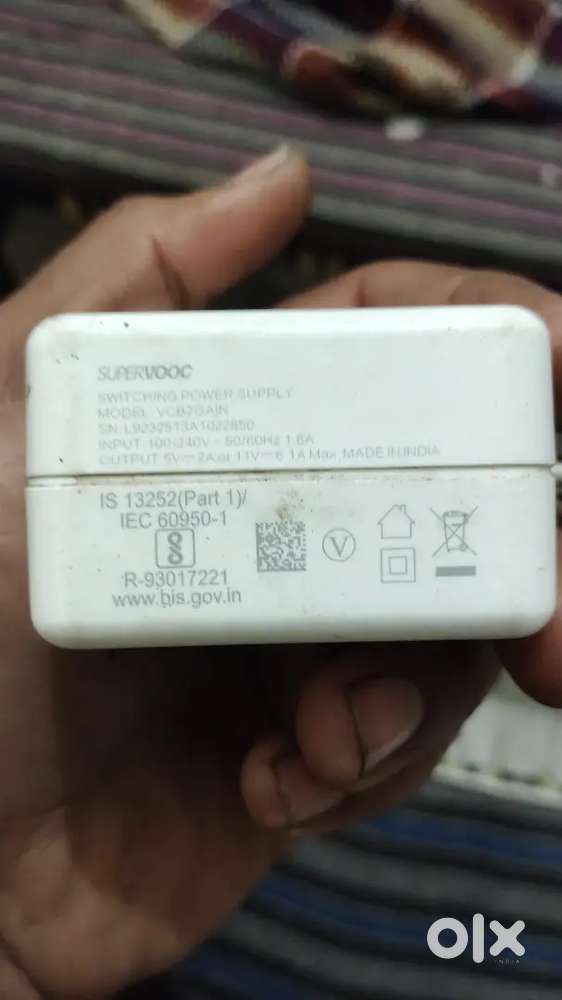 SUPERVOOC
SWITCHING POWER SUPPLY
MODEL: VCB7GAIN
SN: L9232513A1022850
INPUT: 100-240V~50/60Hz 1.8A
OUTPUT: 5V⎓2A or 11V⎓6.1A Max, MADE IN INDIA
IS 13252(Part 1)/
IEC 60950-1
R-93017221
www.bis.gov.in
V
olx
INDIA